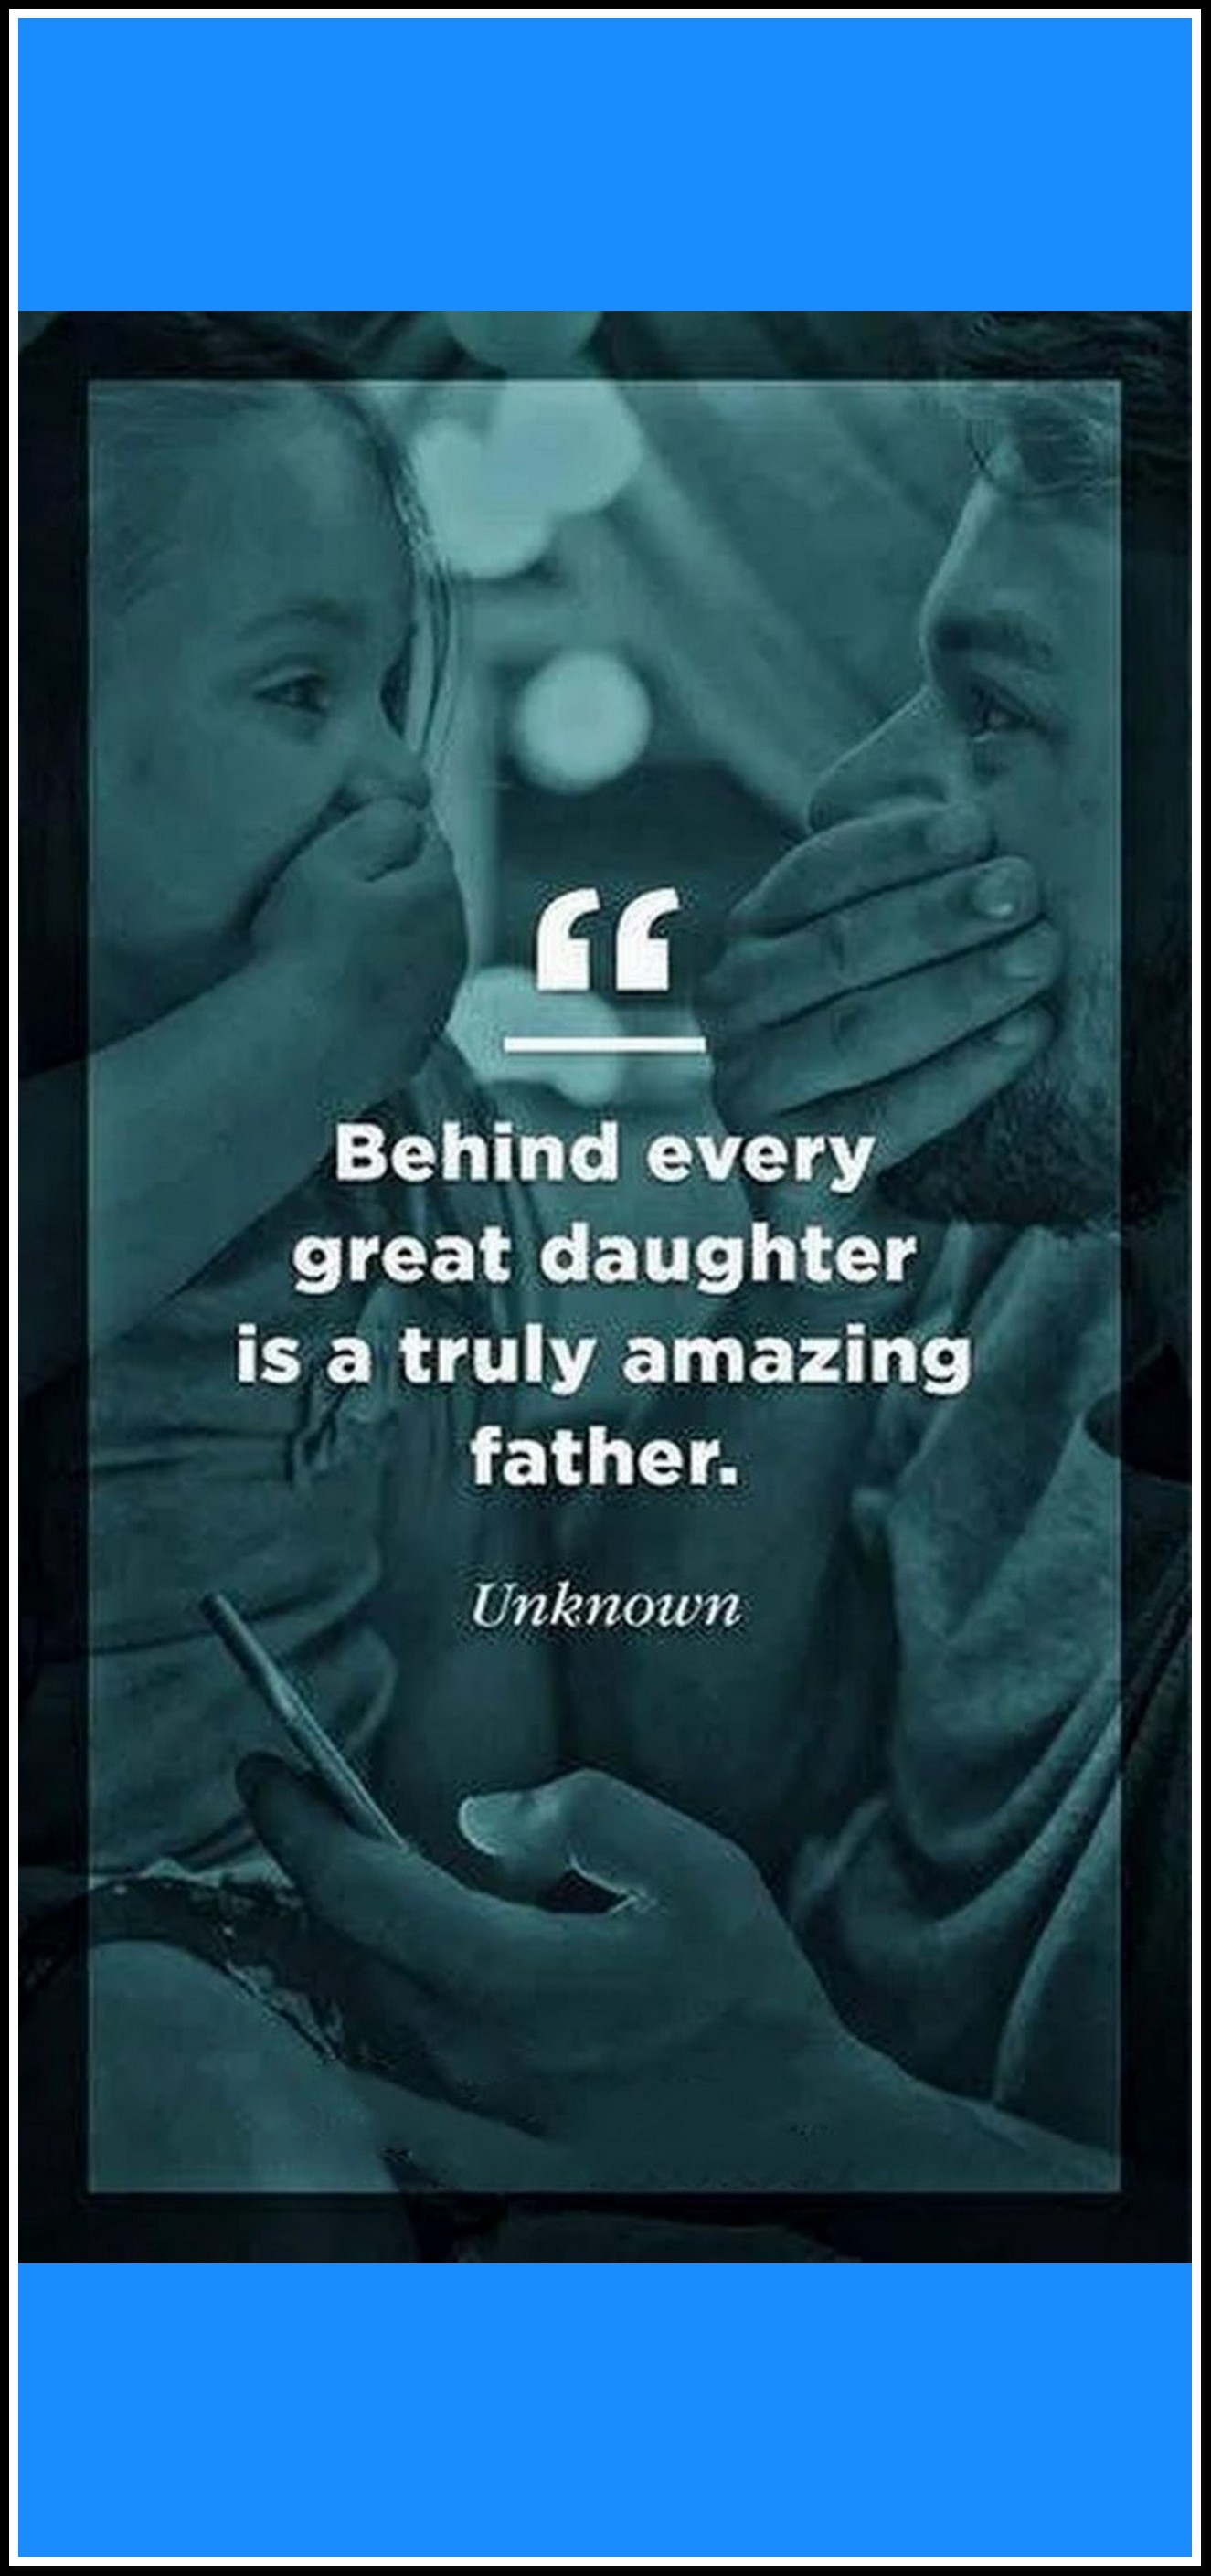 “
Behind every
great daughter
is a truly amazing
father.
Unknown